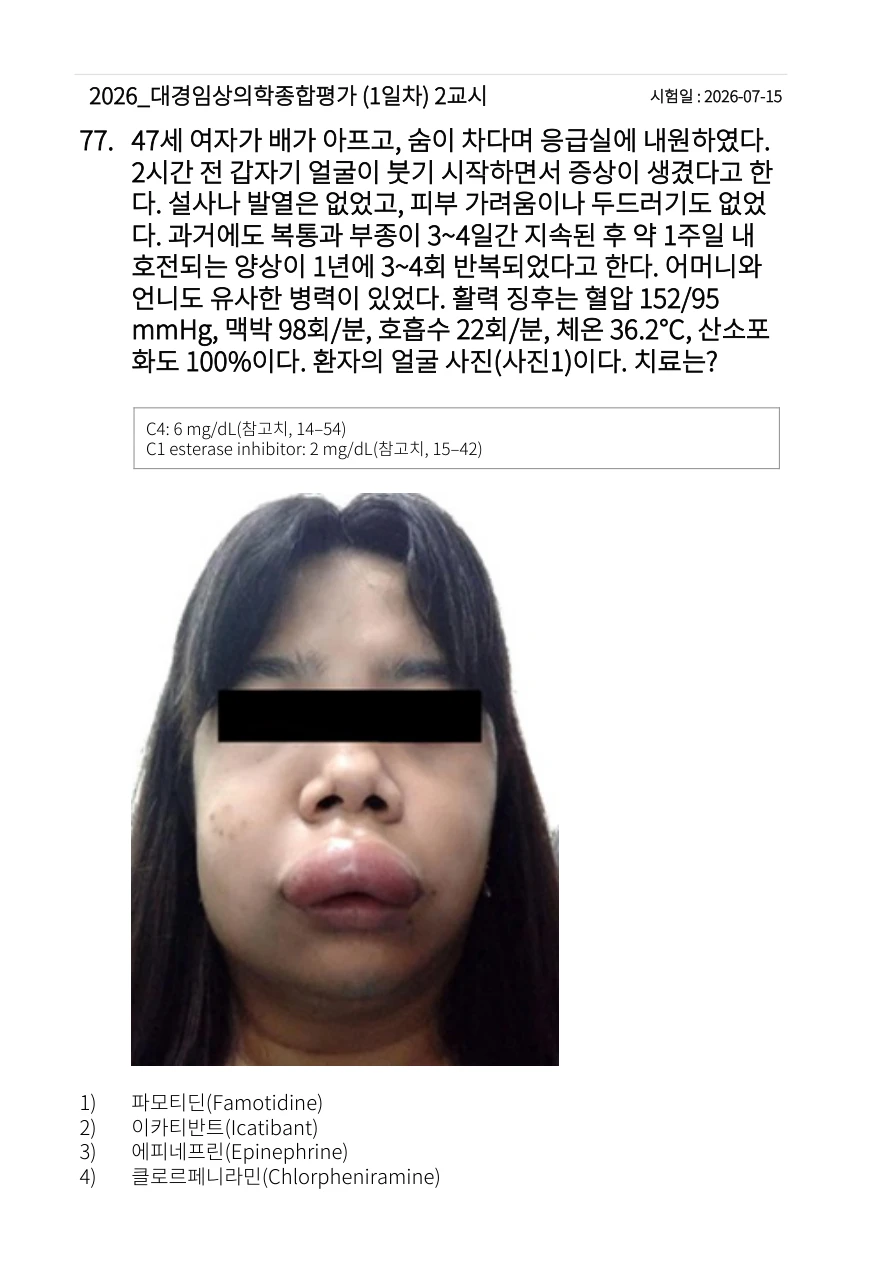 2026_대경임상의학종합평가 (1일차) 2교시
시험일 : 2026-07-15
77. 47세 여자가 배가 아프고, 숨이 차다며 응급실에 내원하였다.
2시간 전 갑자기 얼굴이 붓기 시작하면서 증상이 생겼다고 한
다. 설사나 발열은 없었고, 피부 가려움이나 두드러기도 없었
다. 과거에도 복통과 부종이 3~4일간 지속된 후 약 1주일 내
호전되는 양상이 1년에 3~4회 반복되었다고 한다. 어머니와
언니도 유사한 병력이 있었다. 활력 징후는 혈압 152/95
mmHg, 맥박 98회/분, 호흡수 22회/분, 체온 36.2°C, 산소포
화도 100%이다. 환자의 얼굴 사진(사진1)이다. 치료는?
C4: 6 mg/dL(참고치, 14–54)
C1 esterase inhibitor: 2 mg/dL(참고치, 15–42)
1) 파모티딘(Famotidine)
2) 이카티반트(Icatibant)
3) 에피네프린(Epinephrine)
4) 클로르페니라민(Chlorpheniramine)